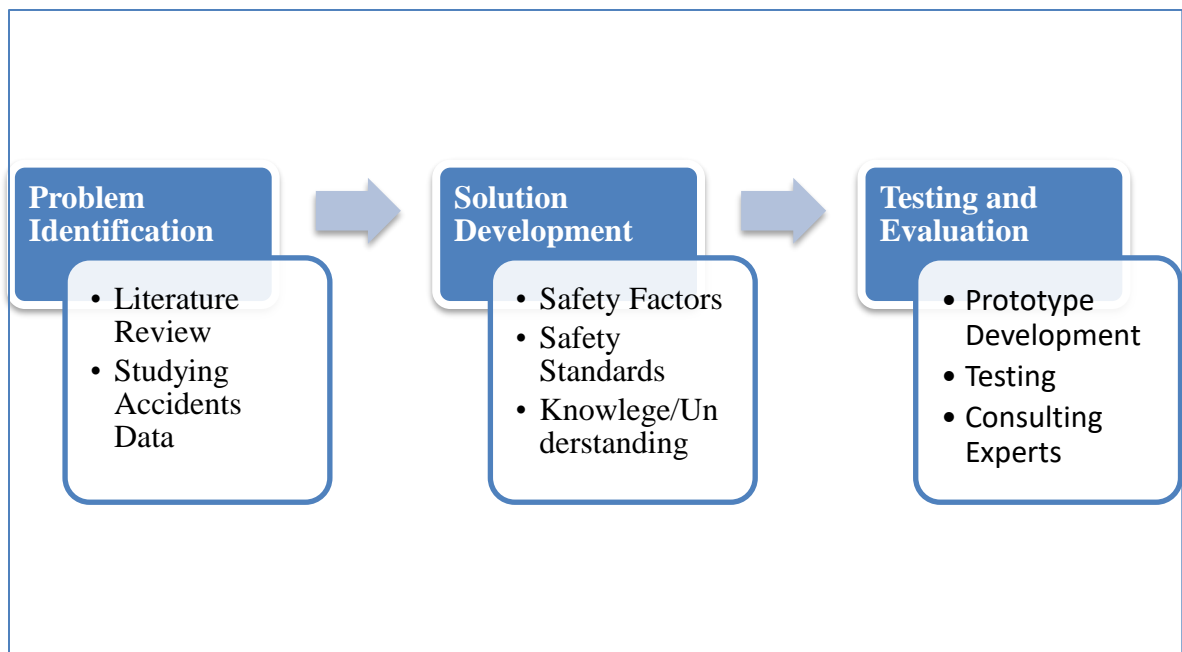 Problem
Identification
• Literature
Review
• Studying
Accidents
Data
Solution
Development
• Safety Factors
• Safety
Standards
• Knowlege/Un
derstanding
Testing and
Evaluation
• Prototype
Development
• Testing
• Consulting
Experts